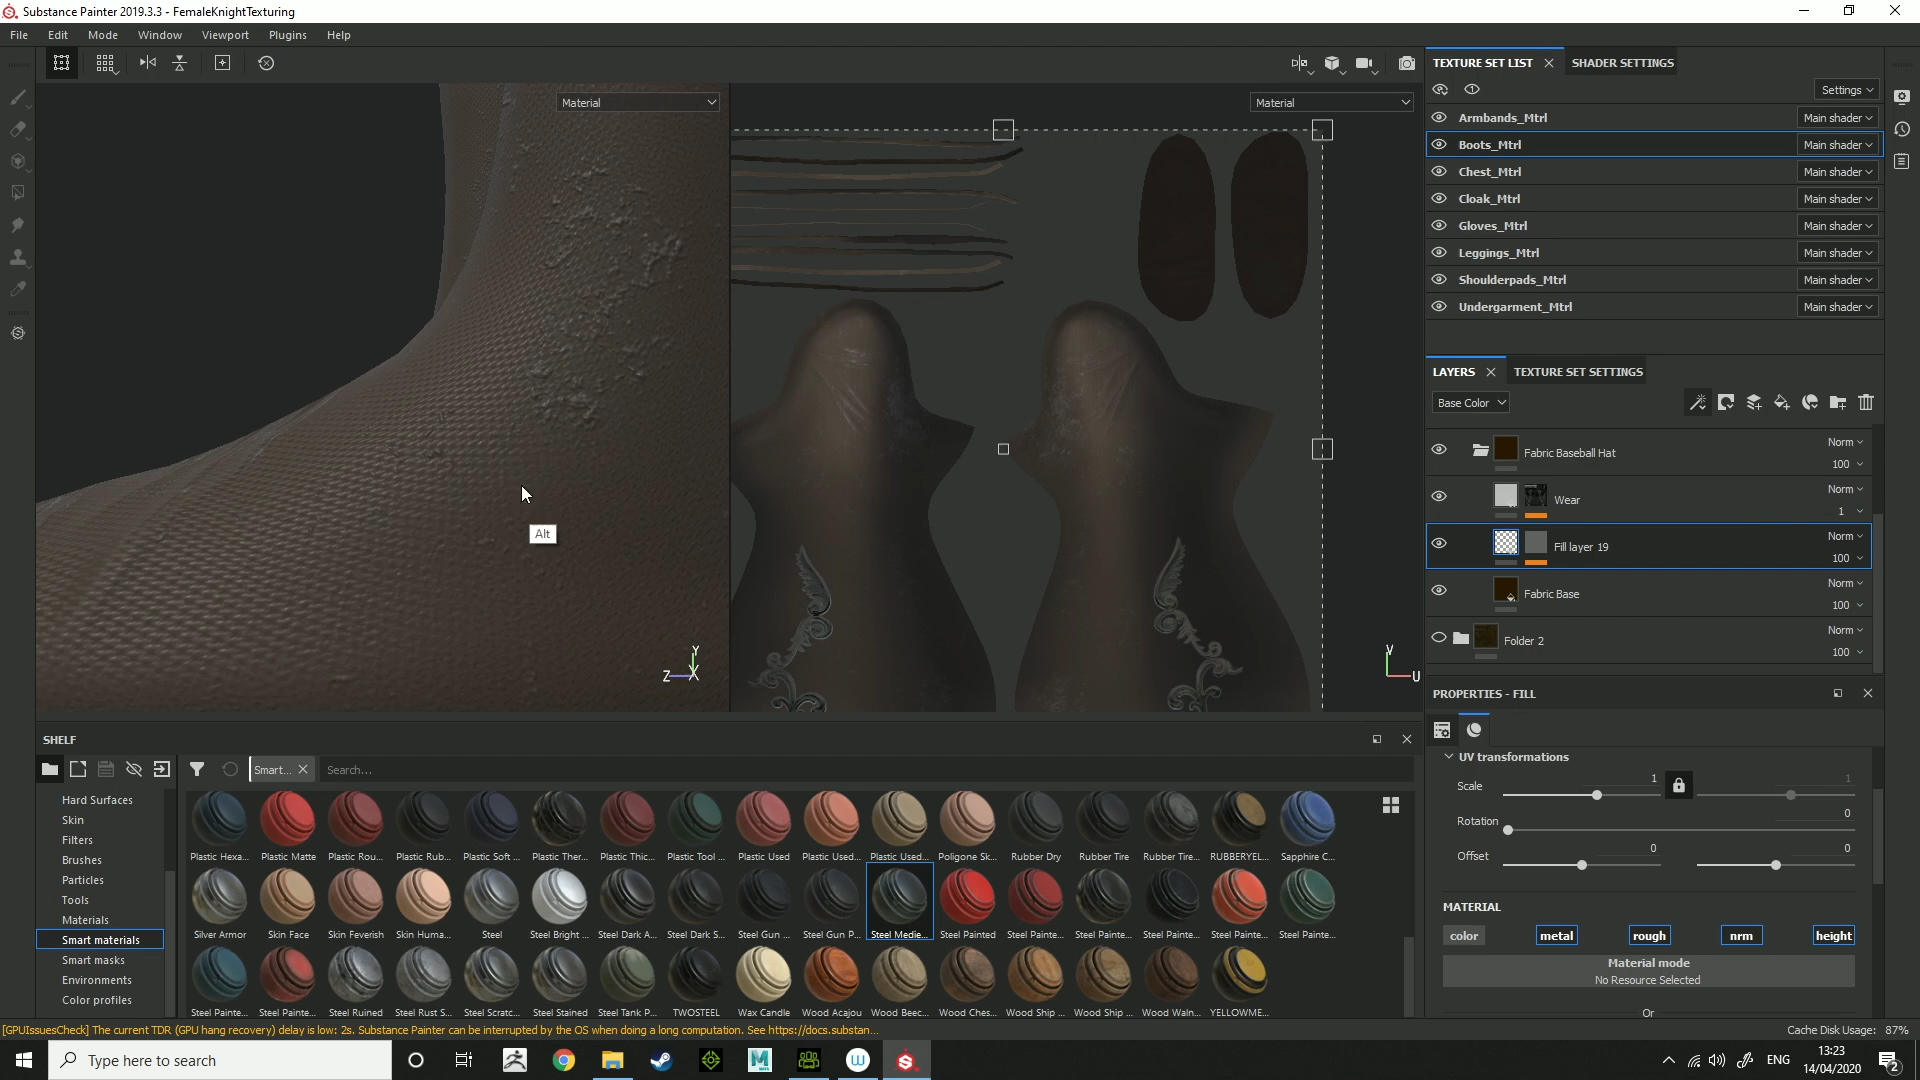 Substance Painter 2019.3.3 - FemaleKnightTexturing
File Edit Mode Window Viewport Plugins Help
Material
Material
TEXTURE SET LIST
SHADER SETTINGS
Settings
Armbands_Mtrl Main shader
Boots_Mtrl Main shader
Chest_Mtrl Main shader
Cloak_Mtrl Main shader
Gloves_Mtrl Main shader
Leggings_Mtrl Main shader
Shoulderpads_Mtrl Main shader
Undergarment_Mtrl Main shader
LAYERS
TEXTURE SET SETTINGS
Base Color
Fabric Baseball Hat Norm 100
Wear Norm 1
Fill layer 19 Norm 100
Fabric Base Norm 100
Folder 2 Norm 100
Alt
Y
Z X
V
U
PROPERTIES - FILL
UV transformations
Scale 1 1
Rotation 0
Offset 0 0
MATERIAL
color metal rough nrm height
Material mode
No Resource Selected
Or
SHELF
Smart...
Search...
Hard Surfaces
Skin
Filters
Brushes
Particles
Tools
Materials
Smart materials
Smart masks
Environments
Color profiles
Plastic Hexa... Plastic Matte Plastic Rou... Plastic Rub... Plastic Soft ... Plastic Ther... Plastic Thic... Plastic Tool ... Plastic Used Plastic Used... Plastic Used... Poligone Sk... Rubber Dry Rubber Tire Rubber Tire... RUBBERYEL... Sapphire C...
Silver Armor Skin Face Skin Feverish Skin Huma... Steel Steel Bright ... Steel Dark A... Steel Dark S... Steel Gun ... Steel Gun P... Steel Medie... Steel Painted Steel Painte... Steel Painte... Steel Painte... Steel Painte... Steel Painte...
Steel Painte... Steel Painte... Steel Ruined Steel Rust S... Steel Scratc... Steel Stained Steel Tank P... TWOSTEEL Wax Candle Wood Acajou Wood Beec... Wood Ches... Wood Ship ... Wood Ship ... Wood Waln... YELLOWME...
[GPUIssuesCheck] The current TDR (GPU hang recovery) delay is low: 2s. Substance Painter can be interrupted by the OS when doing a long computation. See https://docs.substan...
Cache Disk Usage: 87%
Type here to search
ENG
13:23
14/04/2020
2